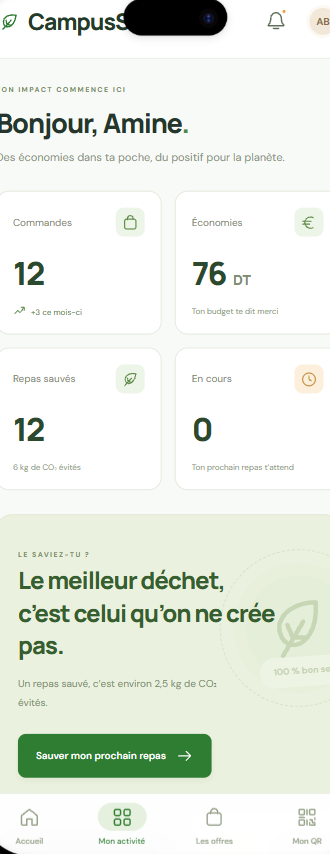 CampusS
AB
ON IMPACT COMMENCE ICI
Bonjour, Amine.
Des économies dans ta poche, du positif pour la planète.
Commandes
12
+3 ce mois-ci
Économies
76 DT
Ton budget te dit merci
Repas sauvés
12
6 kg de CO₂ évités
En cours
0
Ton prochain repas t'attend
LE SAVIEZ-TU ?
Le meilleur déchet,
c'est celui qu'on ne crée
pas.
100 % bon se
Un repas sauvé, c'est environ 2,5 kg de CO₂
évités.
Sauver mon prochain repas
Accueil
Mon activité
Les offres
Mon QR